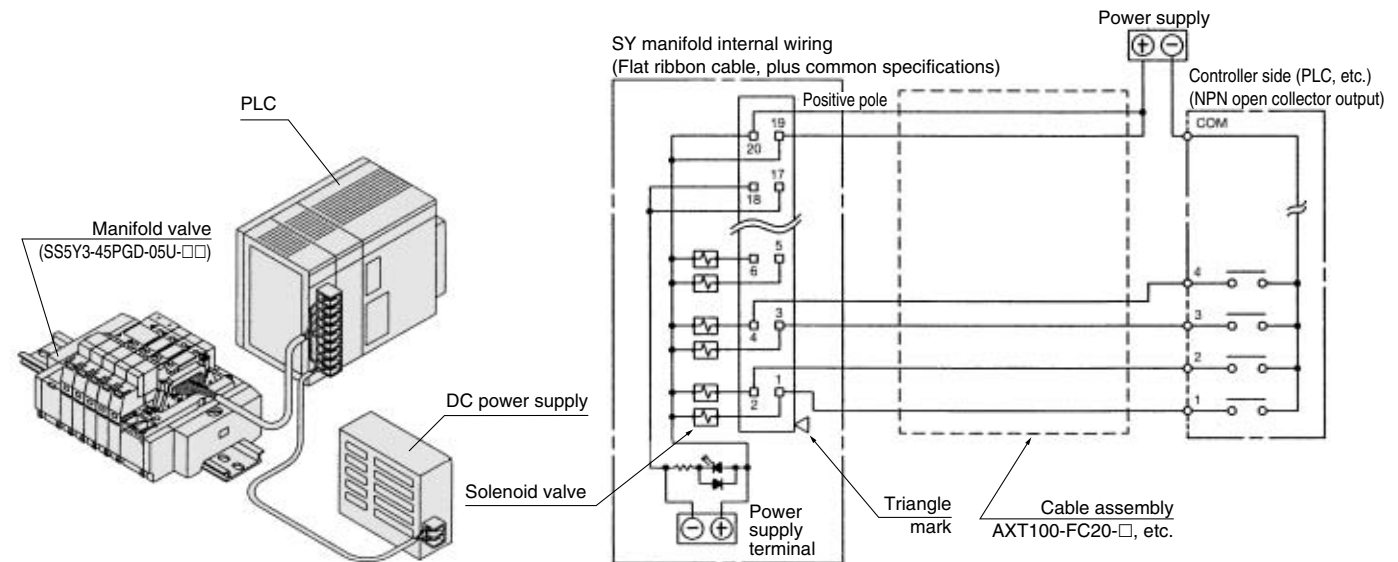 PLC
Manifold valve
(SS5Y3-45PGD-05U-□□)
DC power supply
Solenoid valve
SY manifold internal wiring
(Flat ribbon cable, plus common specifications)
Power supply
+ −
Controller side (PLC, etc.)
(NPN open collector output)
COM
Positive pole
19
20
17
18
5
6
3
4
1
2
4
3
2
1
− +
Power
supply
terminal
Triangle
mark
Cable assembly
AXT100-FC20-□, etc.